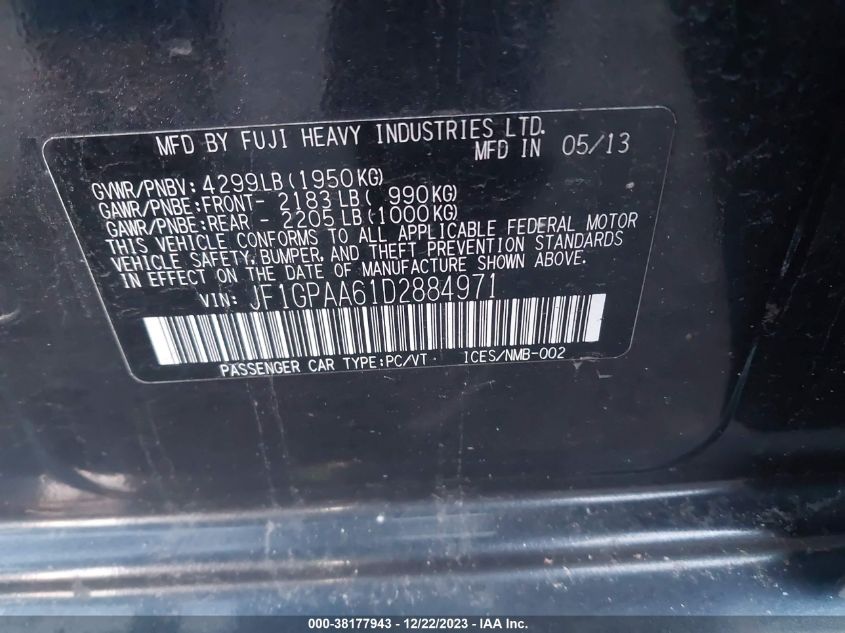 MFD BY FUJI HEAVY INDUSTRIES LTD.
MFD IN 05/13
GVWR/PNBV: 4299LB(1950KG)
GAWR/PNBE:FRONT- 2183LB( 990KG)
GAWR/PNBE:REAR - 2205LB(1000KG)
THIS VEHICLE CONFORMS TO ALL APPLICABLE FEDERAL MOTOR
VEHICLE SAFETY, BUMPER, AND THEFT PREVENTION STANDARDS
IN EFFECT ON THE DATE OF MANUFACTURE SHOWN ABOVE.
VIN: JF1GPAA61D2884971
PASSENGER CAR TYPE:PC/VT · ICES/NMB-002
000-38177943 - 12/22/2023 - IAA Inc.